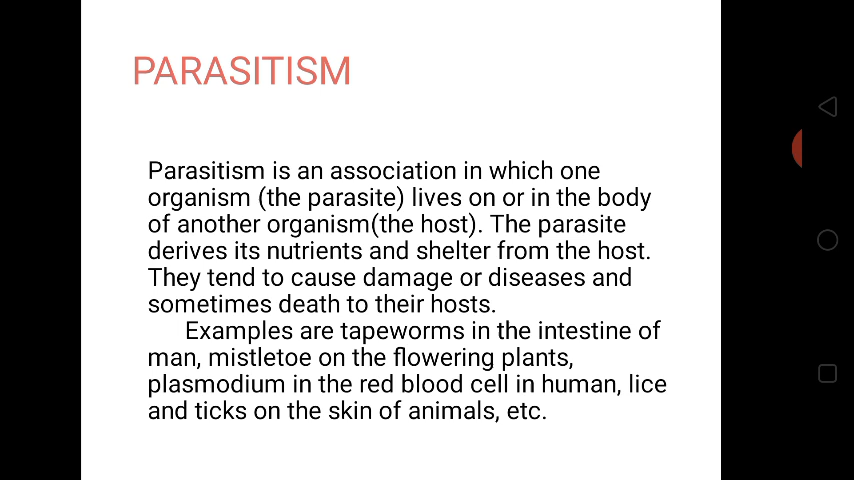 PARASITISM
Parasitism is an association in which one
organism (the parasite) lives on or in the body
of another organism(the host). The parasite
derives its nutrients and shelter from the host.
They tend to cause damage or diseases and
sometimes death to their hosts.
Examples are tapeworms in the intestine of
man, mistletoe on the flowering plants,
plasmodium in the red blood cell in human, lice
and ticks on the skin of animals, etc.